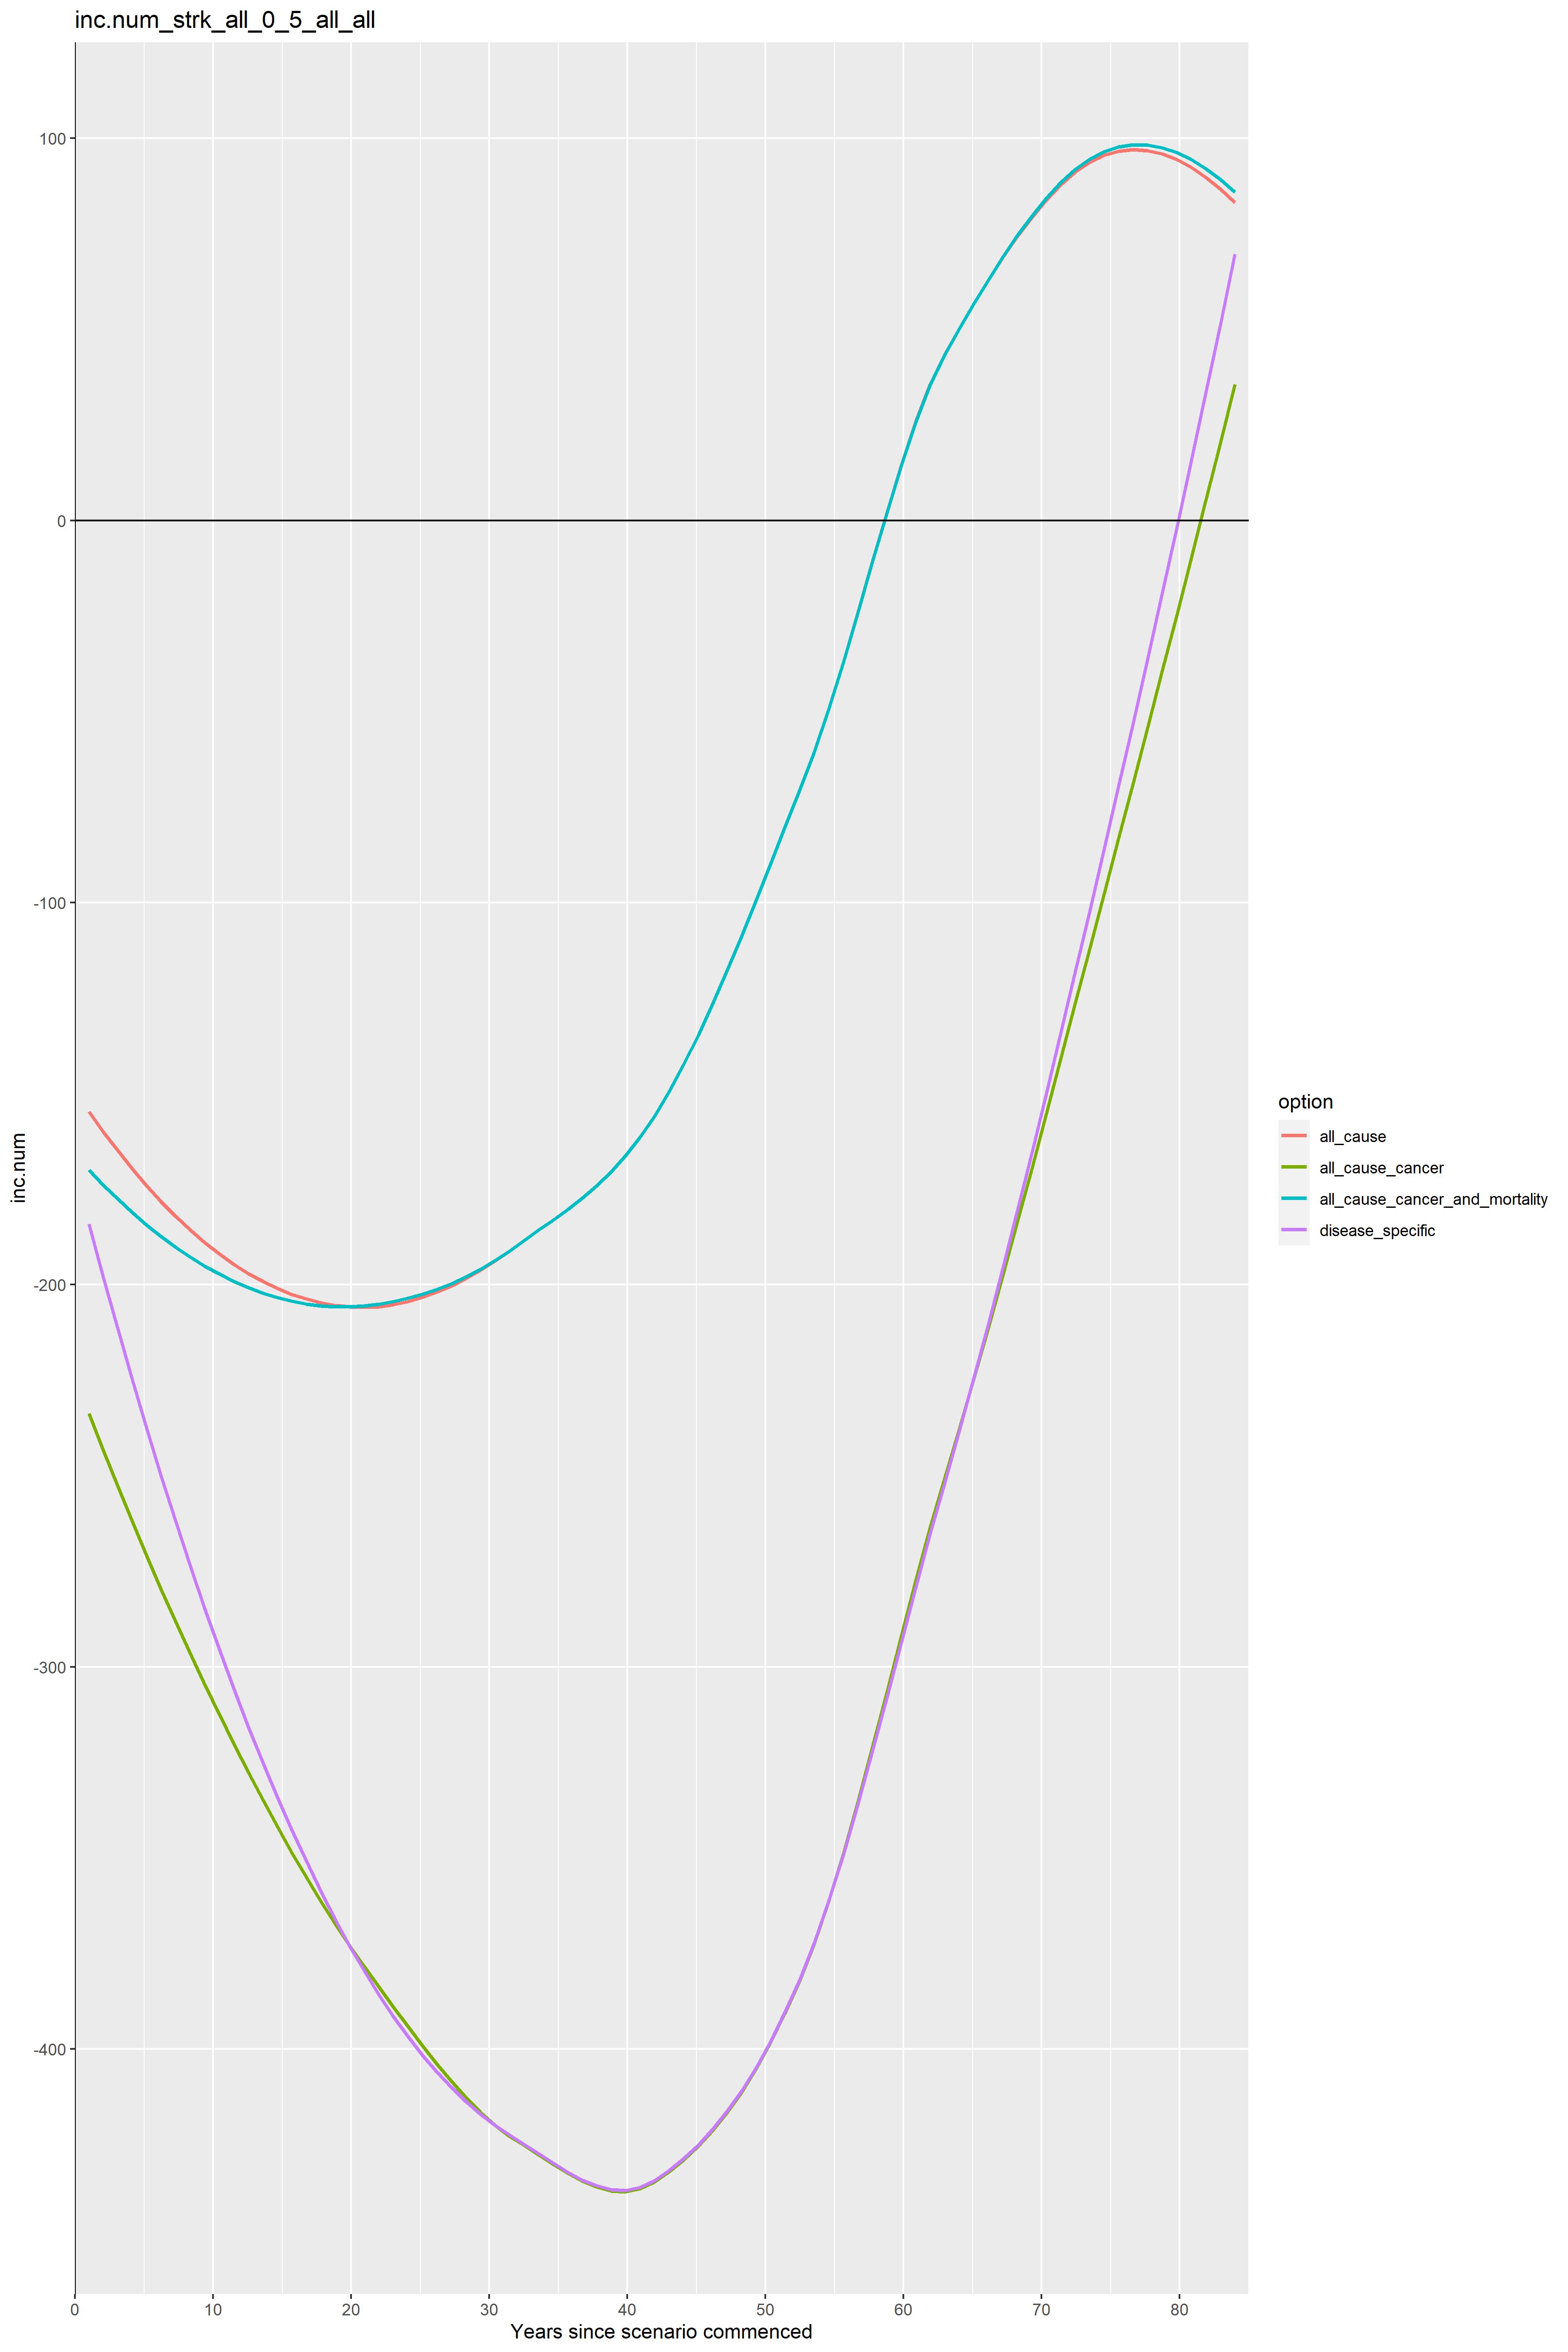 inc.num_strk_all_0_5_all_all
100
0
-100
-200
-300
-400
inc.num
0 10 20 30 40 50 60 70 80
Years since scenario commenced
option
all_cause
all_cause_cancer
all_cause_cancer_and_mortality
disease_specific